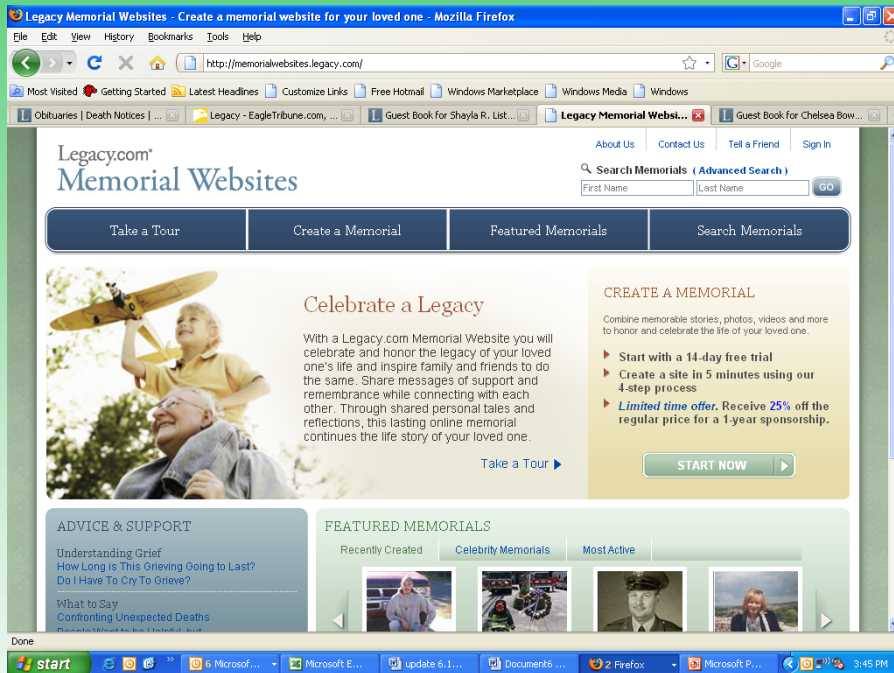 Legacy Memorial Websites - Create a memorial website for your loved one - Mozilla Firefox
File Edit View History Bookmarks Tools Help
http://memorialwebsites.legacy.com/
G Google
Most Visited Getting Started Latest Headlines Customize Links Free Hotmail Windows Marketplace Windows Media Windows
Obituaries | Death Notices | ... Legacy - EagleTribune.com, ... Guest Book for Shayla R. List... Legacy Memorial Websi... Guest Book for Chelsea Bow...
About Us Contact Us Tell a Friend Sign In
Legacy.com®
Memorial Websites
Search Memorials ( Advanced Search )
First Name Last Name GO
Take a Tour Create a Memorial Featured Memorials Search Memorials
Celebrate a Legacy
With a Legacy.com Memorial Website you will
celebrate and honor the legacy of your loved
one's life and inspire family and friends to do
the same. Share messages of support and
remembrance while connecting with each
other. Through shared personal tales and
reflections, this lasting online memorial
continues the life story of your loved one.
Take a Tour
CREATE A MEMORIAL
Combine memorable stories, photos, videos and more
to honor and celebrate the life of your loved one.
Start with a 14-day free trial
Create a site in 5 minutes using our
4-step process
Limited time offer. Receive 25% off the
regular price for a 1-year sponsorship.
START NOW
ADVICE & SUPPORT
Understanding Grief
How Long is This Grieving Going to Last?
Do I Have To Cry To Grieve?
What to Say
Confronting Unexpected Deaths
People Want to be Helpful, but
FEATURED MEMORIALS
Recently Created Celebrity Memorials Most Active
Done
start 6 Microsof... Microsoft E... update 6.1... Document6 ... 2 Firefox Microsoft P... 3:45 PM